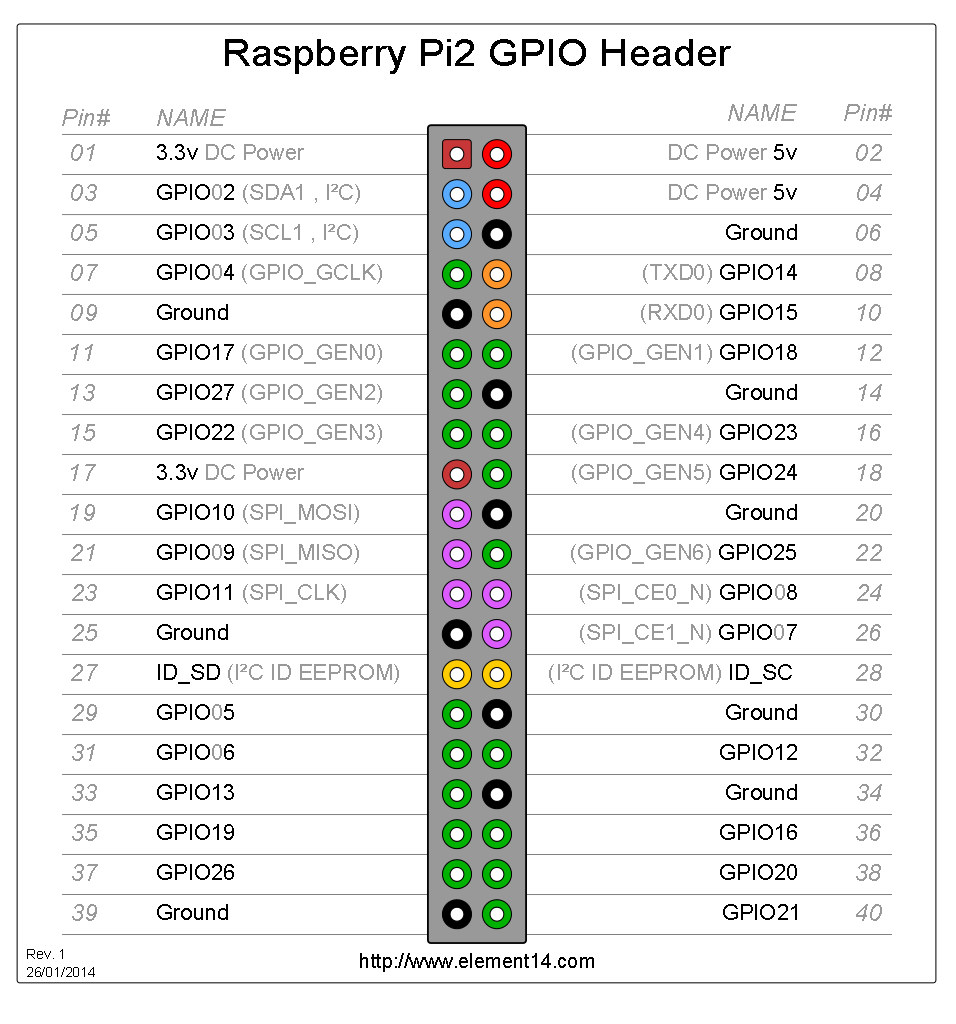 Raspberry Pi2 GPIO Header
Pin# NAME NAME Pin#
01 3.3v DC Power DC Power 5v 02
03 GPIO02 (SDA1 , I²C) DC Power 5v 04
05 GPIO03 (SCL1 , I²C) Ground 06
07 GPIO04 (GPIO_GCLK) (TXD0) GPIO14 08
09 Ground (RXD0) GPIO15 10
11 GPIO17 (GPIO_GEN0) (GPIO_GEN1) GPIO18 12
13 GPIO27 (GPIO_GEN2) Ground 14
15 GPIO22 (GPIO_GEN3) (GPIO_GEN4) GPIO23 16
17 3.3v DC Power (GPIO_GEN5) GPIO24 18
19 GPIO10 (SPI_MOSI) Ground 20
21 GPIO09 (SPI_MISO) (GPIO_GEN6) GPIO25 22
23 GPIO11 (SPI_CLK) (SPI_CE0_N) GPIO08 24
25 Ground (SPI_CE1_N) GPIO07 26
27 ID_SD (I²C ID EEPROM) (I²C ID EEPROM) ID_SC 28
29 GPIO05 Ground 30
31 GPIO06 GPIO12 32
33 GPIO13 Ground 34
35 GPIO19 GPIO16 36
37 GPIO26 GPIO20 38
39 Ground GPIO21 40
Rev. 1
26/01/2014
http://www.element14.com